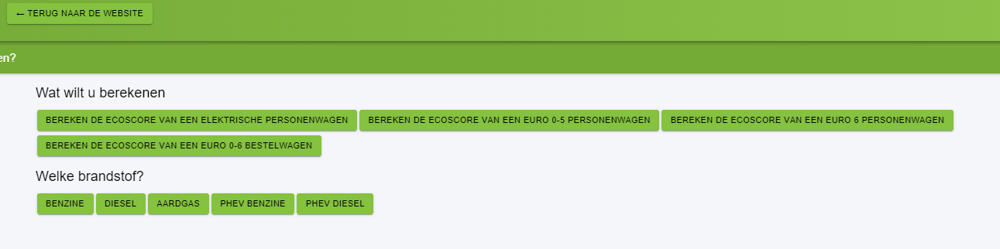 ← TERUG NAAR DE WEBSITE
en?
Wat wilt u berekenen
BEREKEN DE ECOSCORE VAN EEN ELEKTRISCHE PERSONENWAGEN BEREKEN DE ECOSCORE VAN EEN EURO 0-5 PERSONENWAGEN BEREKEN DE ECOSCORE VAN EEN EURO 6 PERSONENWAGEN
BEREKEN DE ECOSCORE VAN EEN EURO 0-6 BESTELWAGEN
Welke brandstof?
BENZINE DIESEL AARDGAS PHEV BENZINE PHEV DIESEL